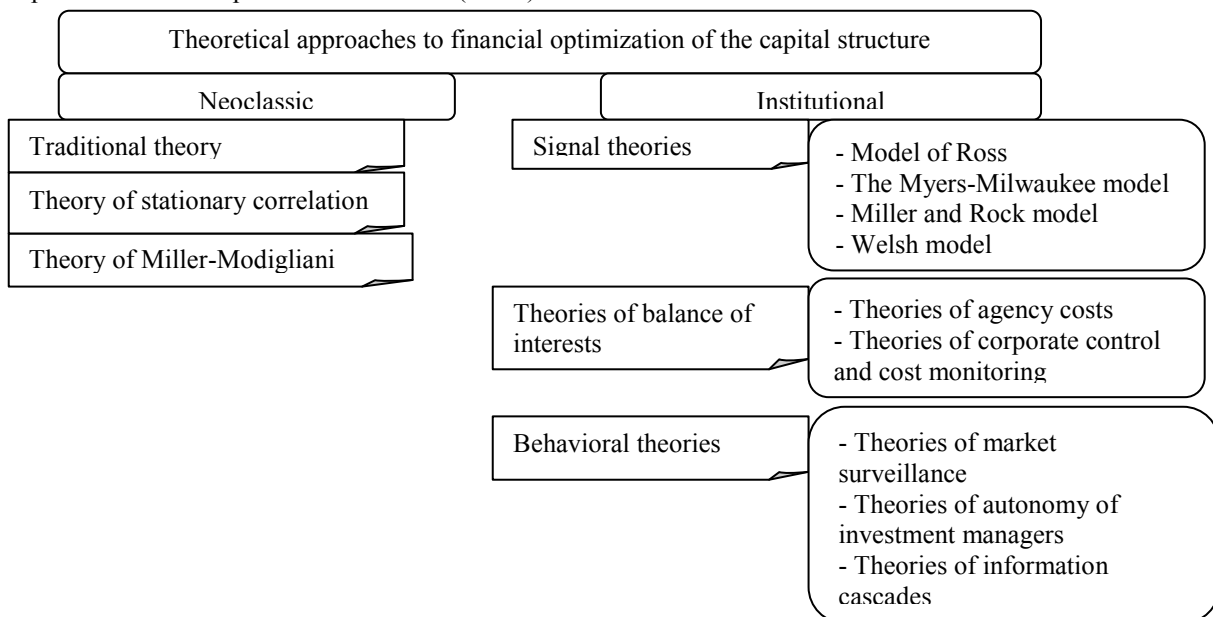 Theoretical approaches to financial optimization of the capital structure
Neoclassic
Institutional
Traditional theory
Theory of stationary correlation
Theory of Miller-Modigliani
Signal theories
- Model of Ross
- The Myers-Milwaukee model
- Miller and Rock model
- Welsh model
Theories of balance of
interests
- Theories of agency costs
- Theories of corporate control
and cost monitoring
Behavioral theories
- Theories of market
surveillance
- Theories of autonomy of
investment managers
- Theories of information
cascades